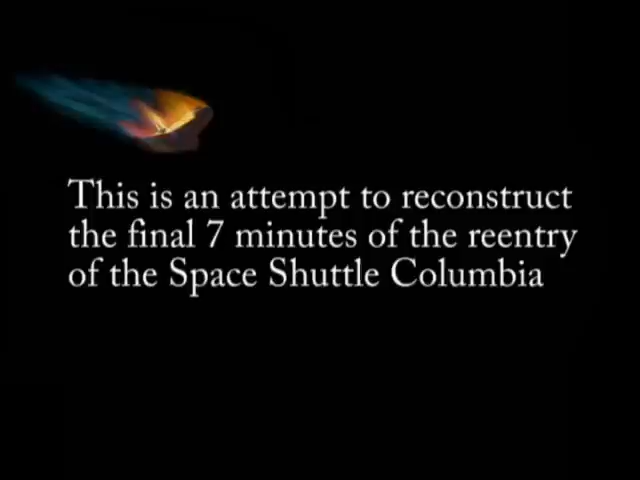 This is an attempt to reconstruct
the final 7 minutes of the reentry
of the Space Shuttle Columbia